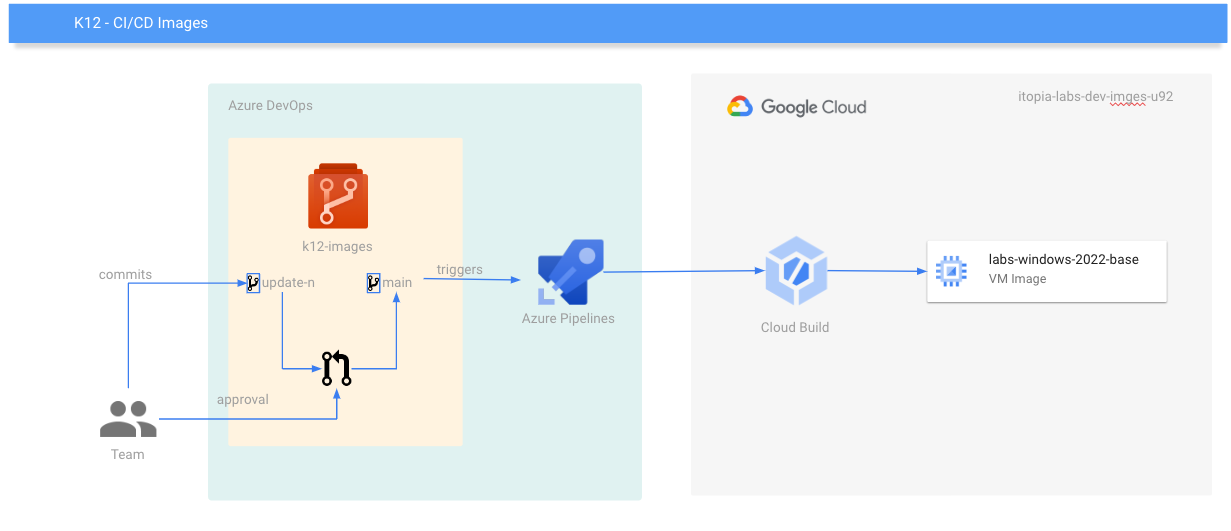 K12 - CI/CD Images
Azure DevOps
Google Cloud
itopia-labs-dev-imges-u92
k12-images
commits
update-n
main
triggers
labs-windows-2022-base
VM Image
Azure Pipelines
Cloud Build
approval
Team